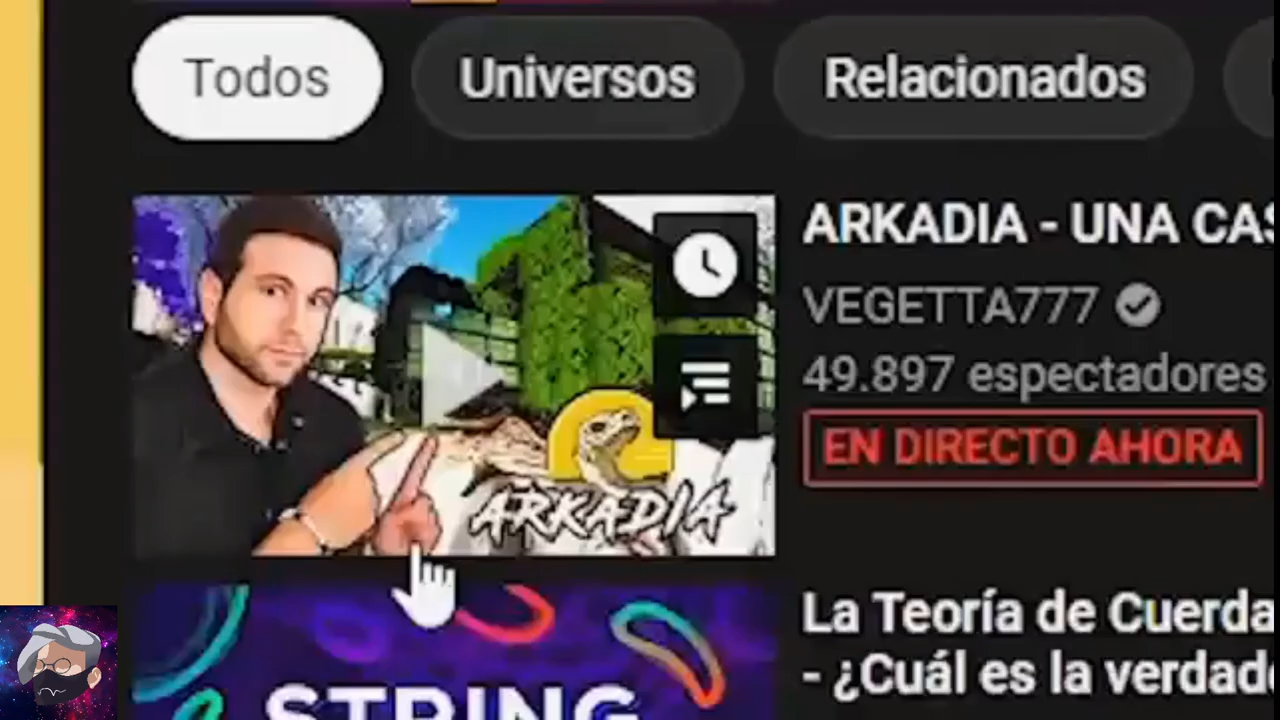 Todos
Universos
Relacionados
ARKADIA - UNA CAS
VEGETTA777
49.897 espectadores
EN DIRECTO AHORA
ARKADIA
La Teoría de Cuerda
- ¿Cuál es la verdad
STRING